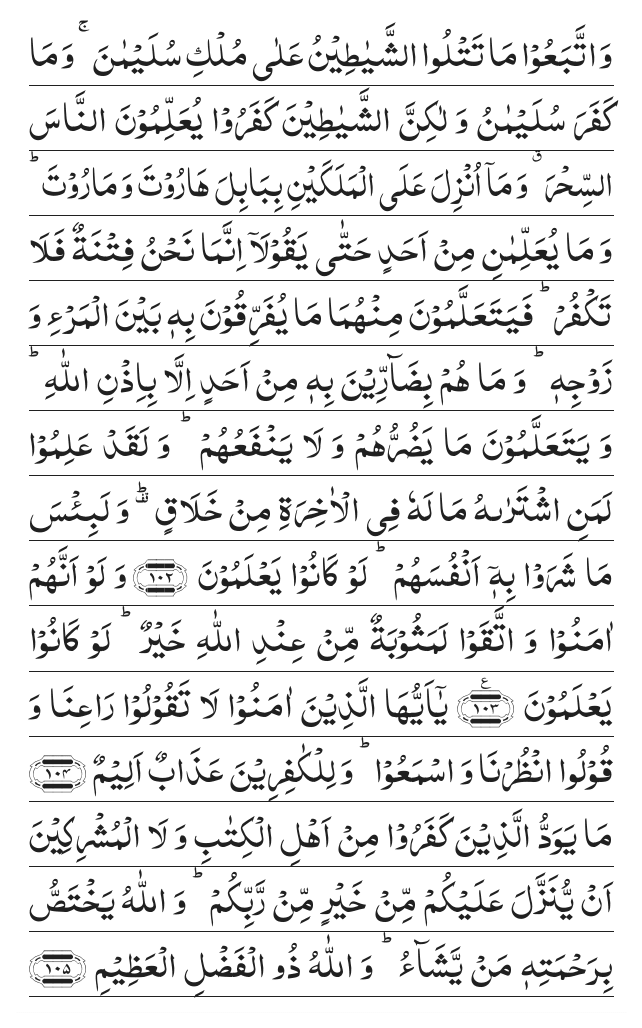 وَاتَّبَعُوْا مَا تَتْلُوا الشَّيٰطِيْنُ عَلٰى مُلْكِ سُلَيْمٰنَ ۚ وَمَا
كَفَرَ سُلَيْمٰنُ وَ لٰكِنَّ الشَّيٰطِيْنَ كَفَرُوْا يُعَلِّمُوْنَ النَّاسَ
السِّحْرَ ۗ وَمَاۤ اُنْزِلَ عَلَى الْمَلَكَيْنِ بِبَابِلَ هَارُوْتَ وَ مَارُوْتَ ؕ
وَ مَا يُعَلِّمٰنِ مِنْ اَحَدٍ حَتّٰى يَقُوْلَاۤ اِنَّمَا نَحْنُ فِتْنَةٌ فَلَا
تَكْفُرْ ؕ فَيَتَعَلَّمُوْنَ مِنْهُمَا مَا يُفَرِّقُوْنَ بِهٖ بَيْنَ الْمَرْءِ وَ
زَوْجِهٖ ؕ وَ مَا هُمْ بِضَآرِّيْنَ بِهٖ مِنْ اَحَدٍ اِلَّا بِاِذْنِ اللّٰهِ ؕ
وَ يَتَعَلَّمُوْنَ مَا يَضُرُّهُمْ وَ لَا يَنْفَعُهُمْ ؕ وَ لَقَدْ عَلِمُوْا
لَمَنِ اشْتَرٰىهُ مَا لَهٗ فِى الْاٰخِرَةِ مِنْ خَلَاقٍ ؕ۫ وَ لَبِئْسَ
مَا شَرَوْا بِهٖۤ اَنْفُسَهُمْ ؕ لَوْ كَانُوْا يَعْلَمُوْنَ ۝۱۰۲ وَ لَوْ اَنَّهُمْ
اٰمَنُوْا وَ اتَّقَوْا لَمَثُوْبَةٌ مِّنْ عِنْدِ اللّٰهِ خَيْرٌ ؕ لَوْ كَانُوْا
يَعْلَمُوْنَ ۝۱۰۳ ع يٰۤاَيُّهَا الَّذِيْنَ اٰمَنُوْا لَا تَقُوْلُوْا رَاعِنَا وَ
قُوْلُوا انْظُرْنَا وَ اسْمَعُوْا ؕ وَ لِلْكٰفِرِيْنَ عَذَابٌ اَلِيْمٌ ۝۱۰۴
مَا يَوَدُّ الَّذِيْنَ كَفَرُوْا مِنْ اَهْلِ الْكِتٰبِ وَ لَا الْمُشْرِكِيْنَ
اَنْ يُّنَزَّلَ عَلَيْكُمْ مِّنْ خَيْرٍ مِّنْ رَّبِّكُمْ ؕ وَ اللّٰهُ يَخْتَصُّ
بِرَحْمَتِهٖ مَنْ يَّشَآءُ ؕ وَ اللّٰهُ ذُو الْفَضْلِ الْعَظِيْمِ ۝۱۰۵